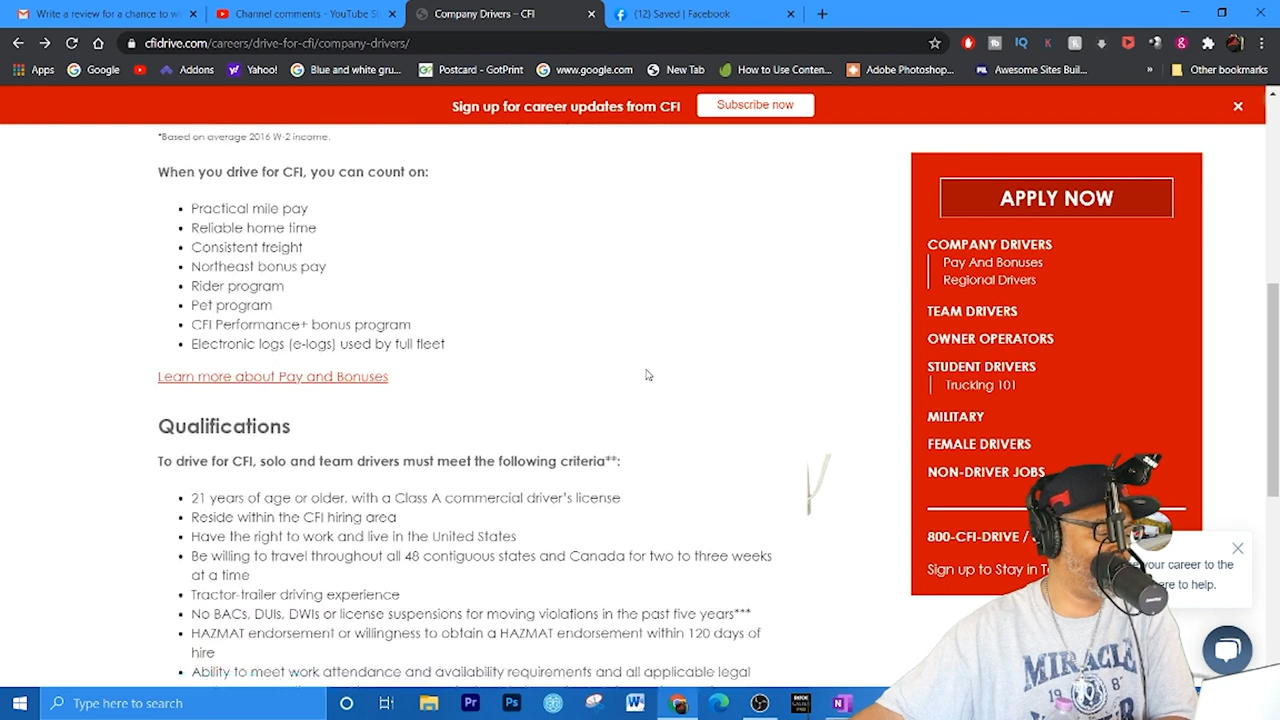 Write a review for a chance to w
Channel comments - YouTube S
Company Drivers – CFI
(12) Saved | Facebook
cfidrive.com/careers/drive-for-cfi/company-drivers/
Apps
Google
Addons
Yahoo!
Blue and white gru...
Postcard - GotPrint
www.google.com
New Tab
How to Use Conten...
Adobe Photoshop...
Awesome Sites Buil...
»
Other bookmarks
Sign up for career updates from CFI
Subscribe now
*Based on average 2016 W-2 income.
When you drive for CFI, you can count on:
• Practical mile pay
• Reliable home time
• Consistent freight
• Northeast bonus pay
• Rider program
• Pet program
• CFI Performance+ bonus program
• Electronic logs (e-logs) used by full fleet
Learn more about Pay and Bonuses
Qualifications
To drive for CFI, solo and team drivers must meet the following criteria**:
• 21 years of age or older, with a Class A commercial driver's license
• Reside within the CFI hiring area
• Have the right to work and live in the United States
• Be willing to travel throughout all 48 contiguous states and Canada for two to three weeks
at a time
• Tractor-trailer driving experience
• No BACs, DUIs, DWIs or license suspensions for moving violations in the past five years***
• HAZMAT endorsement or willingness to obtain a HAZMAT endorsement within 120 days of
hire
• Ability to meet work attendance and availability requirements and all applicable legal
APPLY NOW
COMPANY DRIVERS
Pay And Bonuses
Regional Drivers
TEAM DRIVERS
OWNER OPERATORS
STUDENT DRIVERS
Trucking 101
MILITARY
FEMALE DRIVERS
NON-DRIVER JOBS
800-CFI-DRIVE /
Sign up to Stay in
your career to the
here to help.
MIRACLE
Type here to search